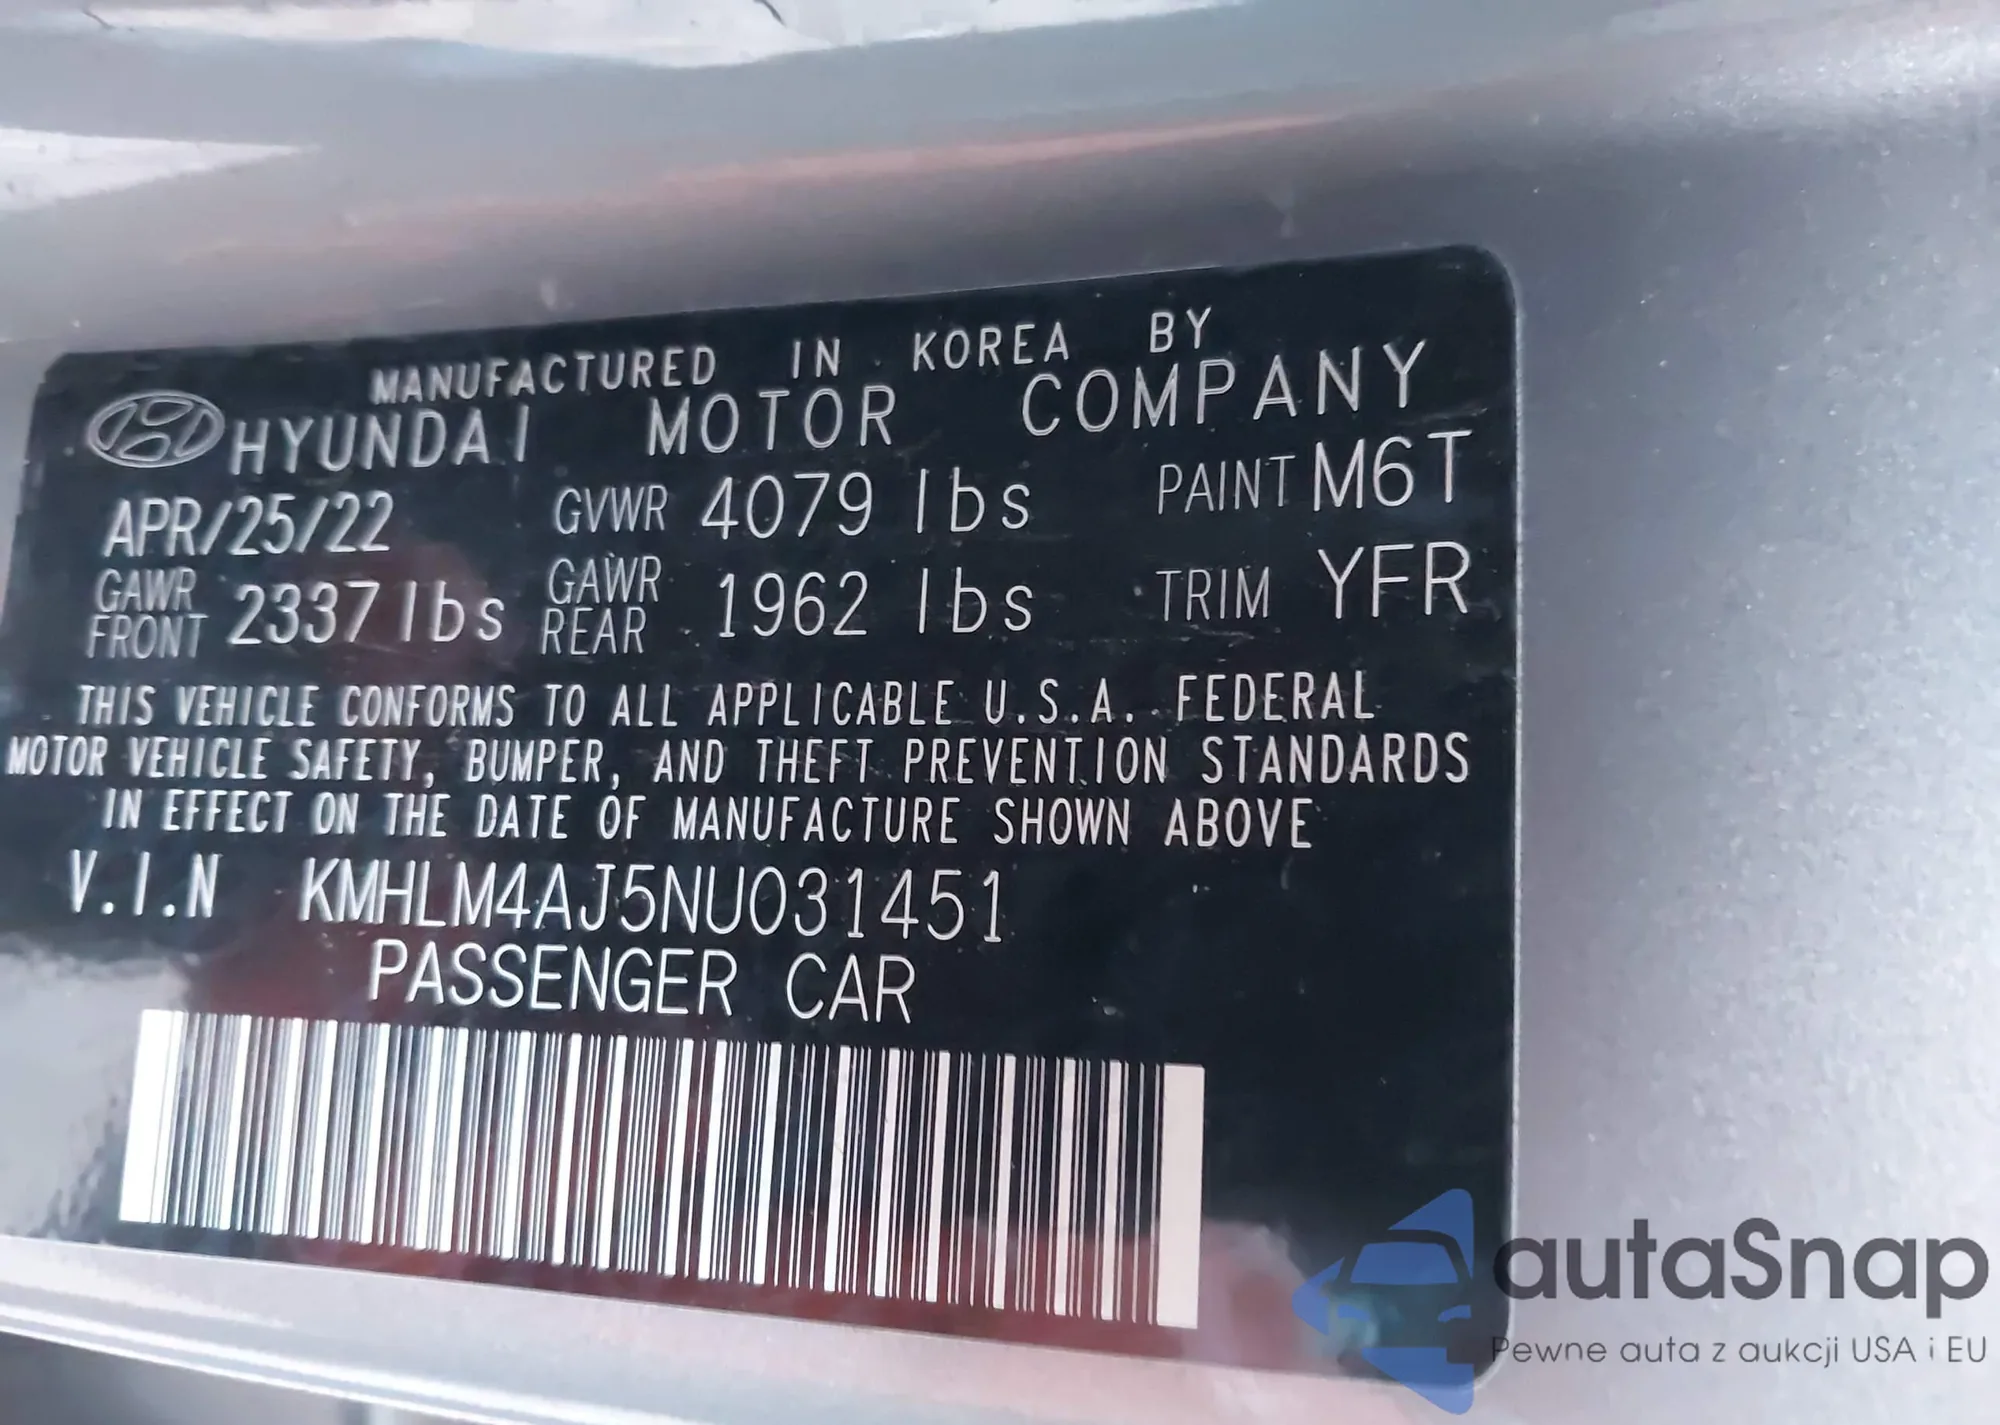 MANUFACTURED IN KOREA BY
HYUNDAI MOTOR COMPANY
APR/25/22 GVWR 4079 lbs PAINT M6T
GAWR FRONT 2337 lbs GAWR REAR 1962 lbs TRIM YFR
THIS VEHICLE CONFORMS TO ALL APPLICABLE U.S.A. FEDERAL
MOTOR VEHICLE SAFETY, BUMPER, AND THEFT PREVENTION STANDARDS
IN EFFECT ON THE DATE OF MANUFACTURE SHOWN ABOVE
V.I.N KMHLM4AJ5NU031451
PASSENGER CAR
autaSnap
Pewne auta z aukcji USA i EU